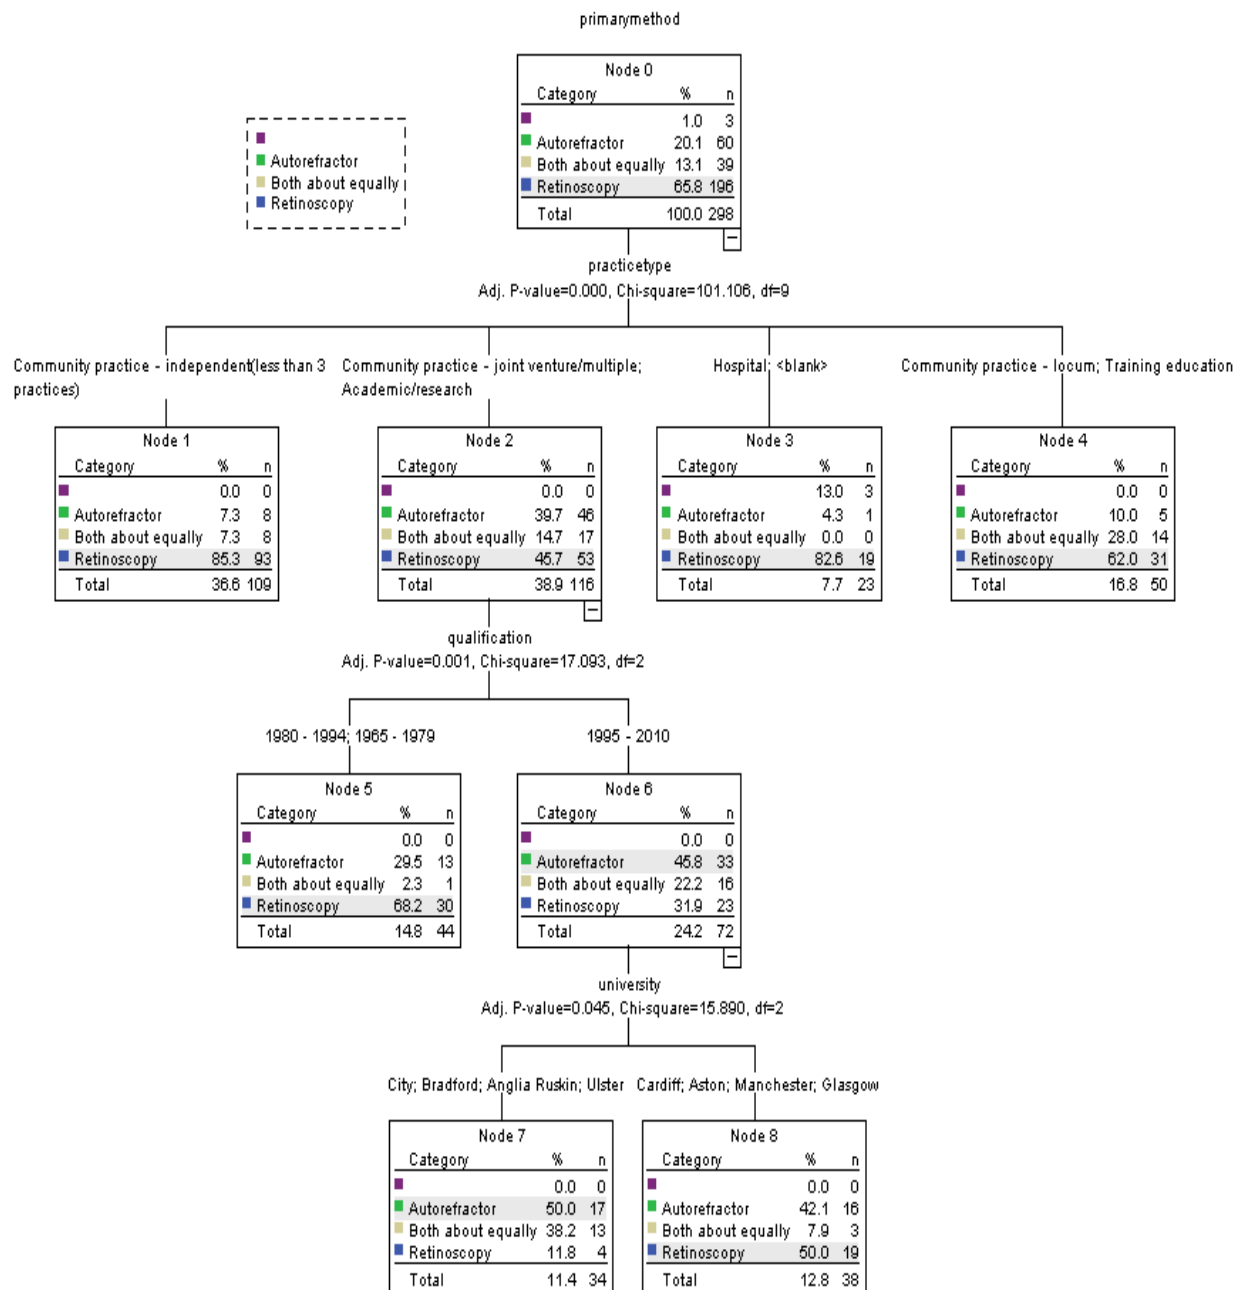 primarymethod
Node 0
Category % n
1.0 3
Autorefractor 20.1 60
Both about equally 13.1 39
Retinoscopy 65.8 196
Total 100.0 298
Autorefractor
Both about equally
Retinoscopy
practicetype
Adj. P-value=0.000, Chi-square=101.106, df=9
Community practice - independent(less than 3
practices)
Community practice - joint venture/multiple;
Academic/research
Hospital; <blank>
Community practice - locum; Training education
Node 1
Category % n
0.0 0
Autorefractor 7.3 8
Both about equally 7.3 8
Retinoscopy 85.3 93
Total 36.6 109
Node 2
Category % n
0.0 0
Autorefractor 39.7 46
Both about equally 14.7 17
Retinoscopy 45.7 53
Total 38.9 116
Node 3
Category % n
13.0 3
Autorefractor 4.3 1
Both about equally 0.0 0
Retinoscopy 82.6 19
Total 7.7 23
Node 4
Category % n
0.0 0
Autorefractor 10.0 5
Both about equally 28.0 14
Retinoscopy 62.0 31
Total 16.8 50
qualification
Adj. P-value=0.001, Chi-square=17.093, df=2
1980 - 1994; 1965 - 1979
1995 - 2010
Node 5
Category % n
0.0 0
Autorefractor 29.5 13
Both about equally 2.3 1
Retinoscopy 68.2 30
Total 14.8 44
Node 6
Category % n
0.0 0
Autorefractor 45.8 33
Both about equally 22.2 16
Retinoscopy 31.9 23
Total 24.2 72
university
Adj. P-value=0.045, Chi-square=15.890, df=2
City; Bradford; Anglia Ruskin; Ulster
Cardiff; Aston; Manchester; Glasgow
Node 7
Category % n
0.0 0
Autorefractor 50.0 17
Both about equally 38.2 13
Retinoscopy 11.8 4
Total 11.4 34
Node 8
Category % n
0.0 0
Autorefractor 42.1 16
Both about equally 7.9 3
Retinoscopy 50.0 19
Total 12.8 38